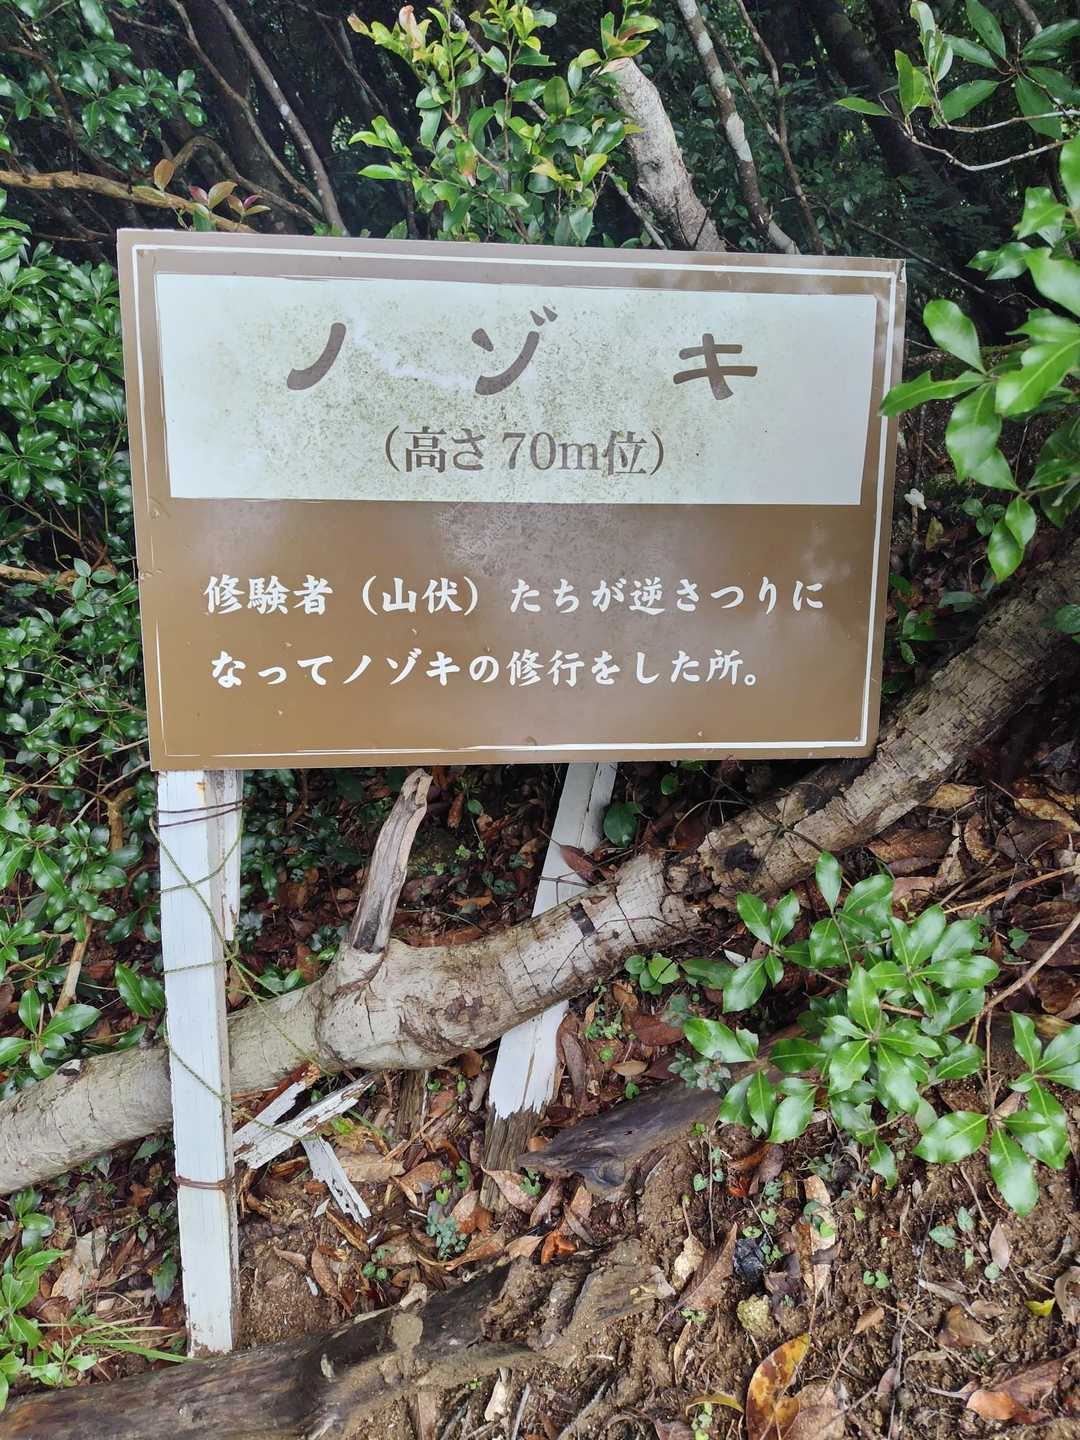 ノゾキ
（高さ70m位）
修験者（山伏）たちが逆さつりに
なってノゾキの修行をした所。